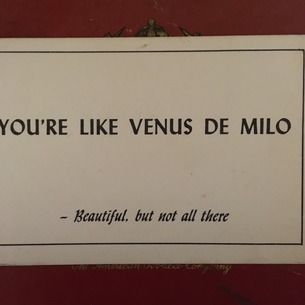 YOU'RE LIKE VENUS DE MILO
– Beautiful, but not all there